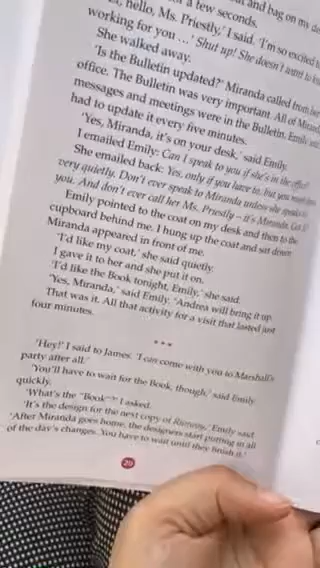 and bag on my
a few seconds.
hello, Ms. Priestly,' I said. 'I'm so excited to
working for you ...' Shut up! She doesn't want to
She walked away.
'Is the Bulletin updated?' Miranda called from her
office. The Bulletin was very important. All of
messages and meetings were in the Bulletin. Emily
had to update it every five minutes.
'Yes, Miranda, it's on your desk,' said Emily.
I emailed Emily: Can I speak to you if she's in the office?
She emailed back: Yes, only if you have to, but you must
very quietly. Don't ever speak to Miranda unless she speaks to
you. And don't ever call her Ms. Priestly – it's Miranda.
Emily pointed to the coat on my desk and then to the
cupboard behind me. I hung up the coat and sat down.
Miranda appeared in front of me.
'I'd like my coat,' she said quietly.
I gave it to her and she put it on.
'I'd like the Book tonight, Emily,' she said.
'Yes, Miranda,' said Emily. 'Andrea will bring it up.'
That was it. All that activity for a visit that lasted just
four minutes.
***
'Hey!' I said to James. 'I can come with you to Marshall's
party after all.'
'You'll have to wait for the Book, though,' said Emily
quickly.
'What's the "Book"?' I asked.
'It's the design for the next copy of Runway,' Emily said.
'After Miranda goes home, the designers start putting in all
of the day's changes. You have to wait until they finish it.'
20